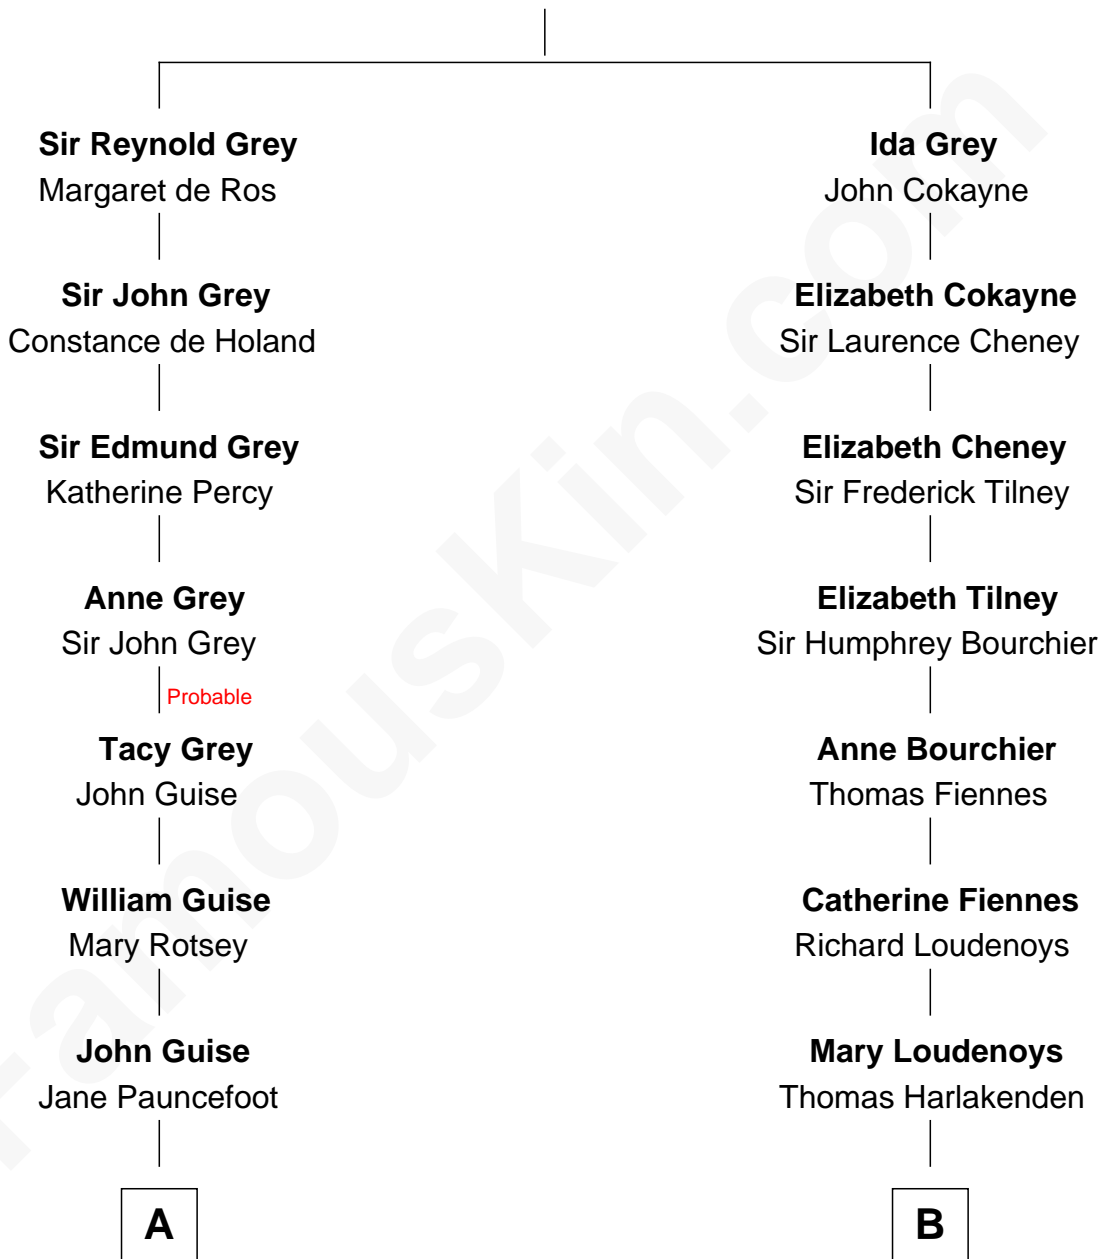 Sir Reynold Grey
Margaret de Ros
Sir John Grey
Constance de Holand
Sir Edmund Grey
Katherine Percy
Anne Grey
Sir John Grey
Probable
Tacy Grey
John Guise
William Guise
Mary Rotsey
John Guise
Jane Pauncefoot
A
Ida Grey
John Cokayne
Elizabeth Cokayne
Sir Laurence Cheney
Elizabeth Cheney
Sir Frederick Tilney
Elizabeth Tilney
Sir Humphrey Bourchier
Anne Bourchier
Thomas Fiennes
Catherine Fiennes
Richard Loudenoys
Mary Loudenoys
Thomas Harlakenden
B
FamousKin.com